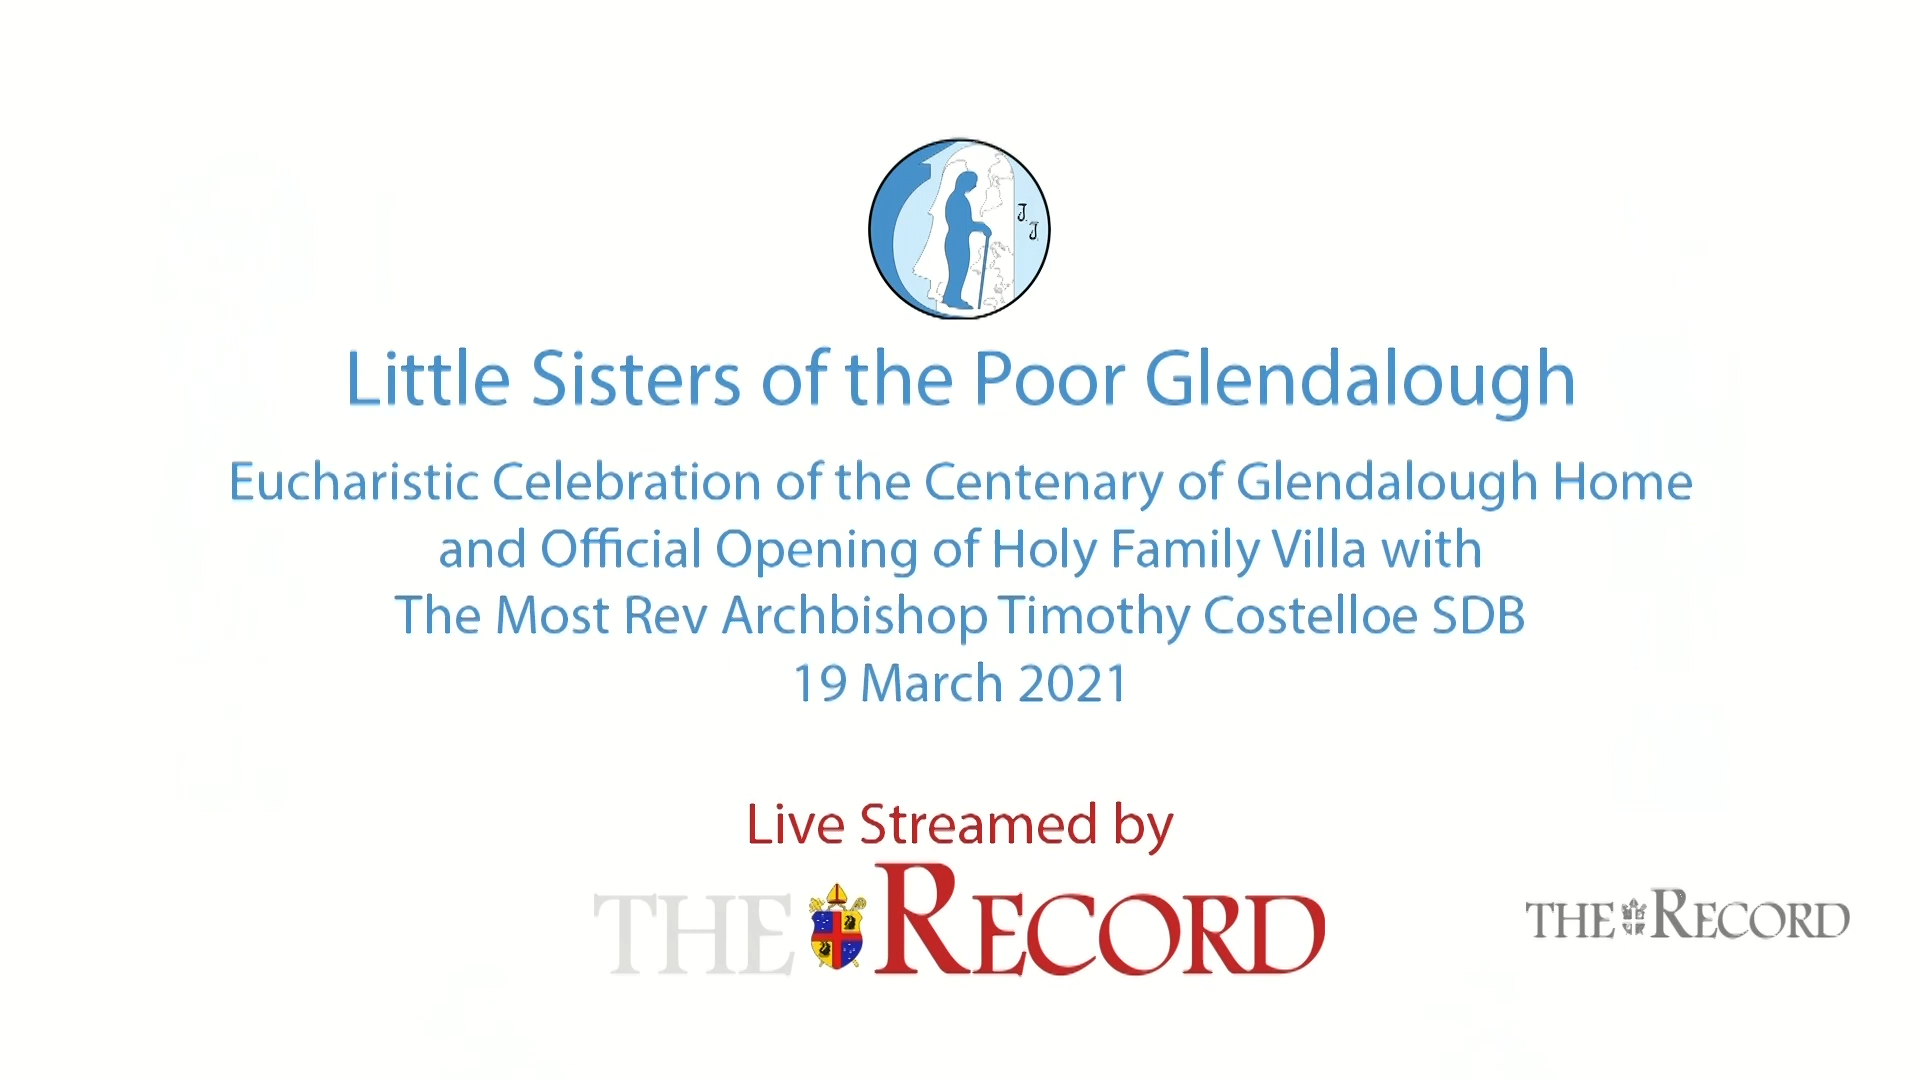 J.
J.
Little Sisters of the Poor Glendalough
Eucharistic Celebration of the Centenary of Glendalough Home
and Official Opening of Holy Family Villa with
The Most Rev Archbishop Timothy Costelloe SDB
19 March 2021
Live Streamed by
THE RECORD
THE RECORD